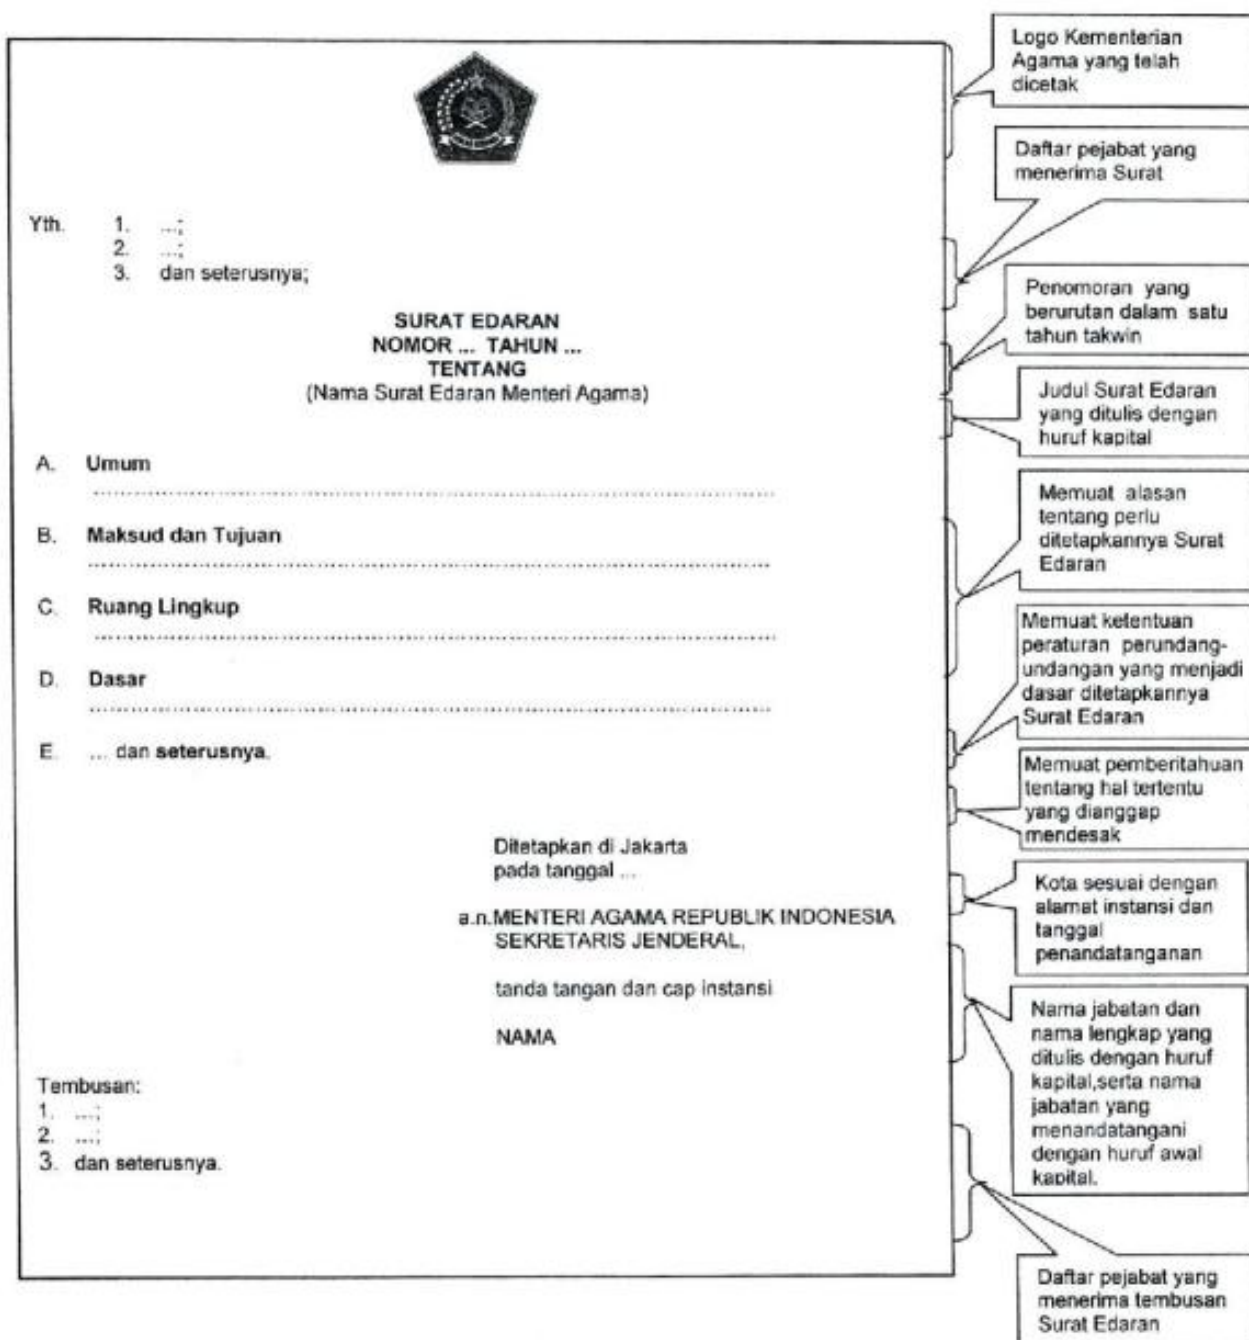 Logo Kementerian
Agama yang telah
dicetak
Daftar pejabat yang
menerima Surat
Yth. 1. ...;
2. ...;
3. dan seterusnya;
Penomoran yang
berurutan dalam satu
tahun takwin
SURAT EDARAN
NOMOR ... TAHUN ...
TENTANG
(Nama Surat Edaran Menteri Agama)
Judul Surat Edaran
yang ditulis dengan
huruf kapital
A. Umum
..........
B. Maksud dan Tujuan
..........
C. Ruang Lingkup
..........
D. Dasar
..........
E. ... dan seterusnya.
Memuat alasan
tentang perlu
ditetapkannya Surat
Edaran
Memuat ketentuan
peraturan perundang-
undangan yang menjadi
dasar ditetapkannya
Surat Edaran
Memuat pemberitahuan
tentang hal tertentu
yang dianggap
mendesak
Ditetapkan di Jakarta
pada tanggal ...
Kota sesuai dengan
alamat instansi dan
tanggal
penandatanganan
a.n.MENTERI AGAMA REPUBLIK INDONESIA
SEKRETARIS JENDERAL,
tanda tangan dan cap instansi
NAMA
Nama jabatan dan
nama lengkap yang
ditulis dengan huruf
kapital,serta nama
jabatan yang
menandatangani
dengan huruf awal
kapital.
Tembusan:
1. ...;
2. ...;
3. dan seterusnya.
Daftar pejabat yang
menerima tembusan
Surat Edaran